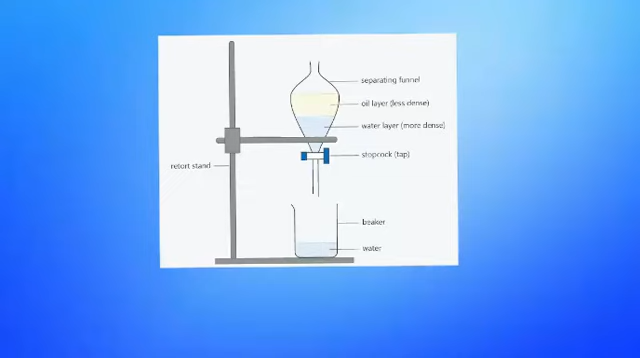 separating funnel
oil layer (less dense)
water layer (more dense)
stopcock (tap)
retort stand
beaker
water